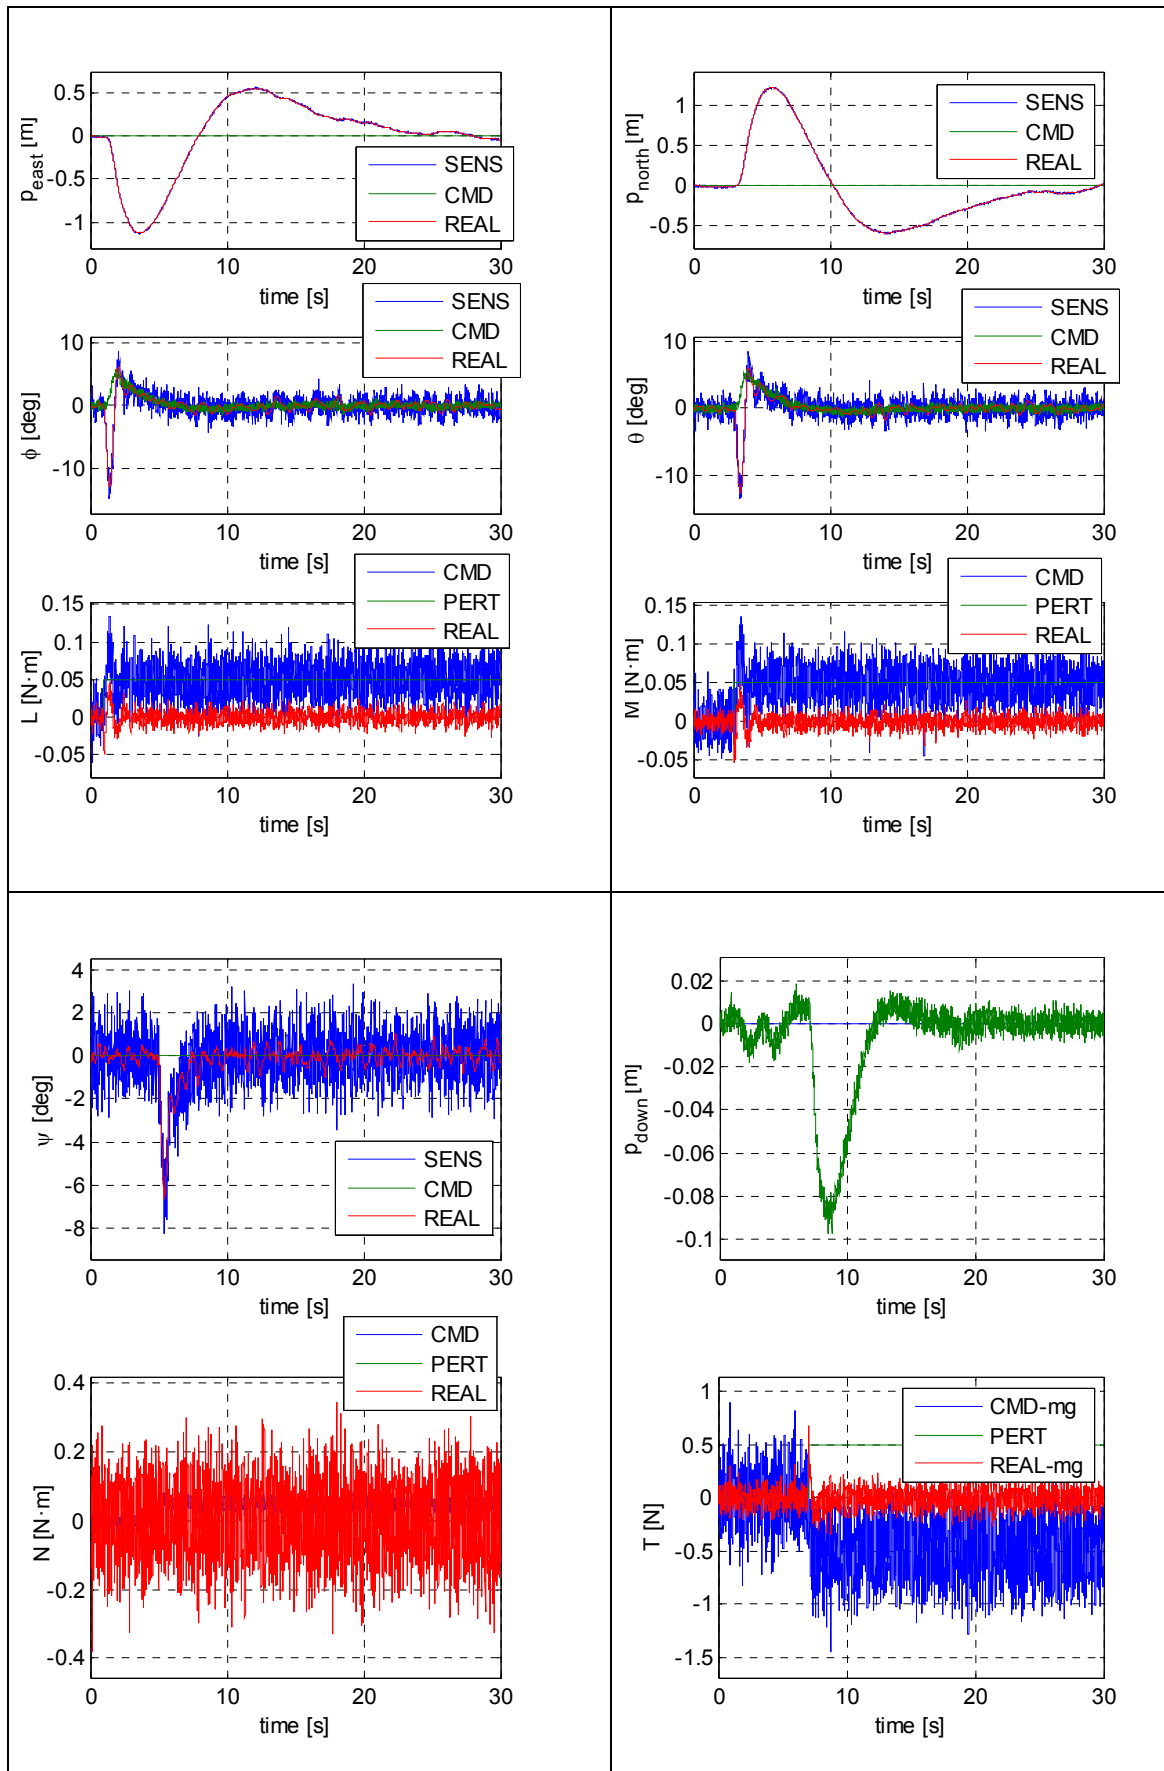 0.5
0
-0.5
-1
p_east [m]
SENS
CMD
REAL
0 10 20 30
time [s]
10
0
-10
ϕ [deg]
SENS
CMD
REAL
0 10 20 30
time [s]
0.15
0.1
0.05
0
-0.05
L [N·m]
CMD
PERT
REAL
0 10 20 30
time [s]
1
0
-0.5
p_north [m]
SENS
CMD
REAL
0 10 20 30
time [s]
10
0
-10
θ [deg]
SENS
CMD
REAL
0 10 20 30
time [s]
0.15
0.1
0.05
0
-0.05
M [N·m]
CMD
PERT
REAL
0 10 20 30
time [s]
4
2
0
-2
-4
-6
-8
ψ [deg]
SENS
CMD
REAL
0 10 20 30
time [s]
0.4
0.2
0
-0.2
-0.4
N [N·m]
CMD
PERT
REAL
0 10 20 30
time [s]
0.02
0
-0.02
-0.04
-0.06
-0.08
-0.1
p_down [m]
0 10 20 30
time [s]
1
0.5
0
-0.5
-1
-1.5
T [N]
CMD-mg
PERT
REAL-mg
0 10 20 30
time [s]